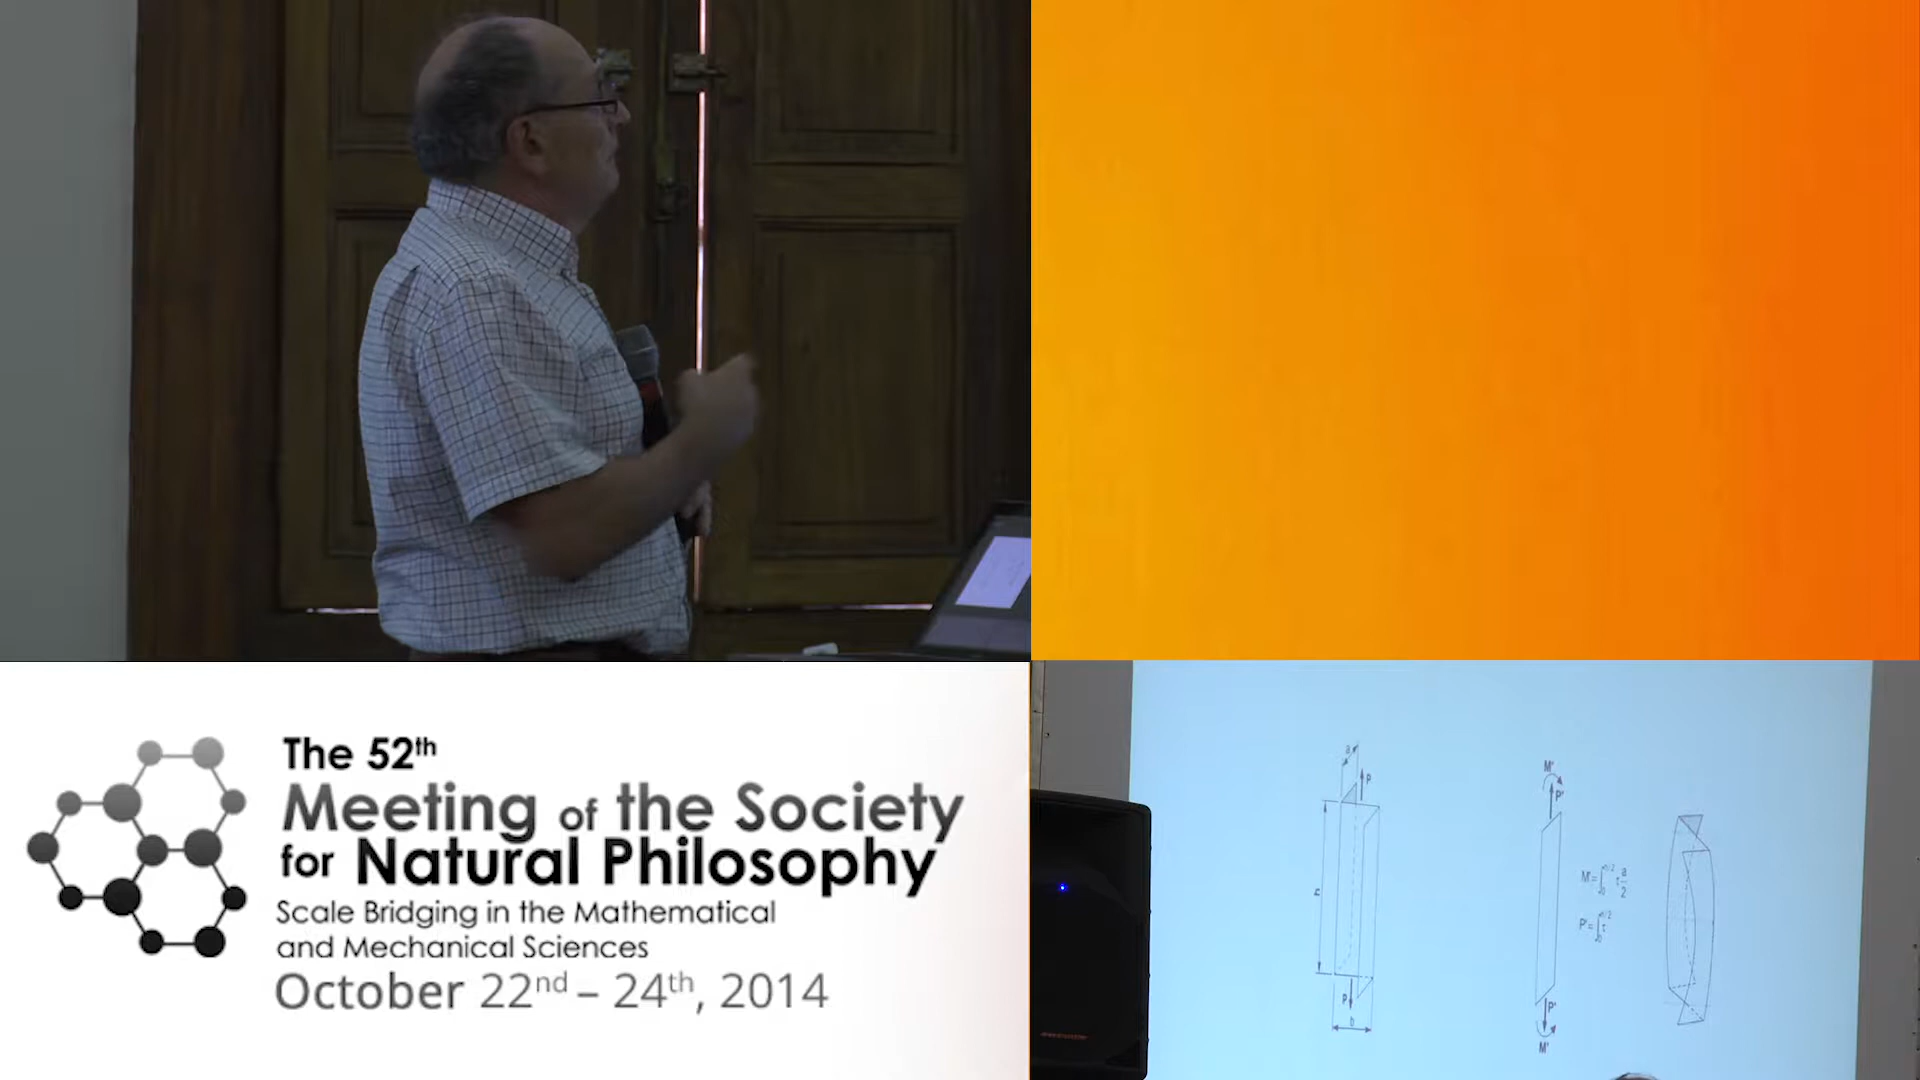 The 52th
Meeting of the Society
for Natural Philosophy
Scale Bridging in the Mathematical
and Mechanical Sciences
October 22nd – 24th, 2014
a
P
h
P
b
M'
P'
P'
M'